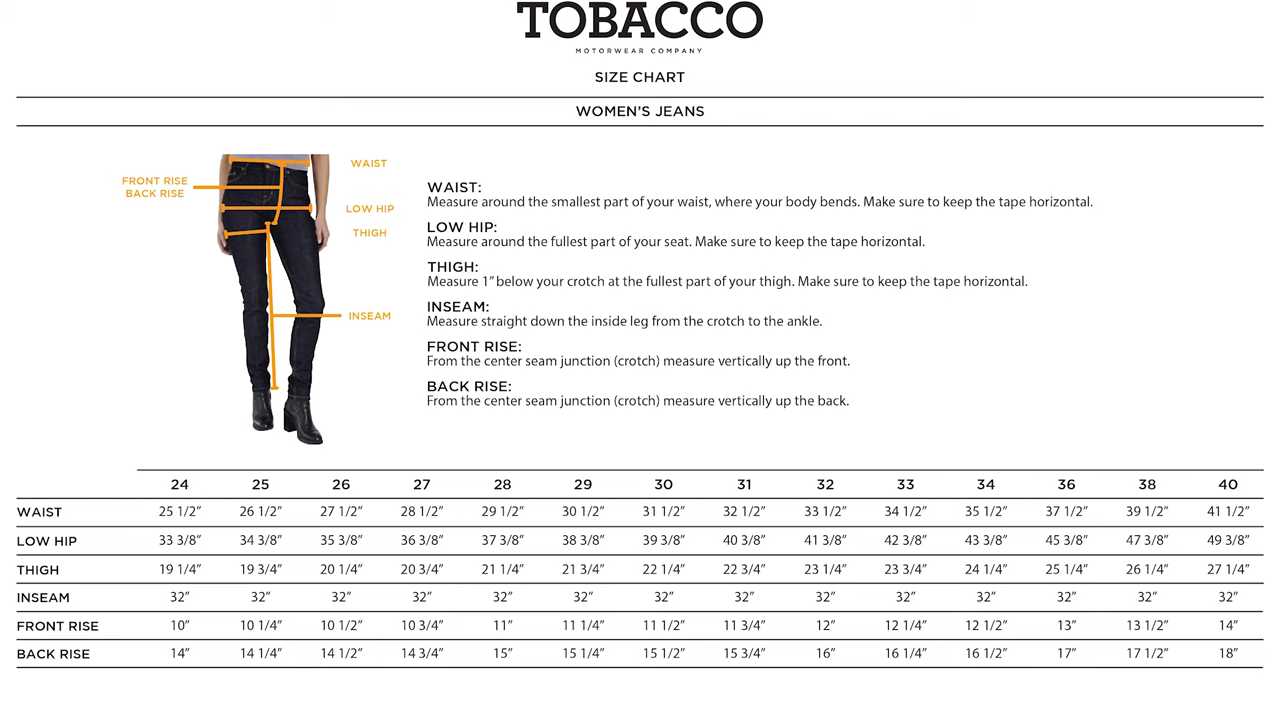 TOBACCO
MOTORWEAR COMPANY
SIZE CHART
WOMEN'S JEANS
WAIST
FRONT RISE
BACK RISE
LOW HIP
THIGH
INSEAM
WAIST:
Measure around the smallest part of your waist, where your body bends. Make sure to keep the tape horizontal.
LOW HIP:
Measure around the fullest part of your seat. Make sure to keep the tape horizontal.
THIGH:
Measure 1” below your crotch at the fullest part of your thigh. Make sure to keep the tape horizontal.
INSEAM:
Measure straight down the inside leg from the crotch to the ankle.
FRONT RISE:
From the center seam junction (crotch) measure vertically up the front.
BACK RISE:
From the center seam junction (crotch) measure vertically up the back.
24 25 26 27 28 29 30 31 32 33 34 36 38 40
WAIST 25 1/2” 26 1/2” 27 1/2” 28 1/2” 29 1/2” 30 1/2” 31 1/2” 32 1/2” 33 1/2” 34 1/2” 35 1/2” 37 1/2” 39 1/2” 41 1/2”
LOW HIP 33 3/8” 34 3/8” 35 3/8” 36 3/8” 37 3/8” 38 3/8” 39 3/8” 40 3/8” 41 3/8” 42 3/8” 43 3/8” 45 3/8” 47 3/8” 49 3/8”
THIGH 19 1/4” 19 3/4” 20 1/4” 20 3/4” 21 1/4” 21 3/4” 22 1/4” 22 3/4” 23 1/4” 23 3/4” 24 1/4” 25 1/4” 26 1/4” 27 1/4”
INSEAM 32” 32” 32” 32” 32” 32” 32” 32” 32” 32” 32” 32” 32” 32”
FRONT RISE 10” 10 1/4” 10 1/2” 10 3/4” 11” 11 1/4” 11 1/2” 11 3/4” 12” 12 1/4” 12 1/2” 13” 13 1/2” 14”
BACK RISE 14” 14 1/4” 14 1/2” 14 3/4” 15” 15 1/4” 15 1/2” 15 3/4” 16” 16 1/4” 16 1/2” 17” 17 1/2” 18”